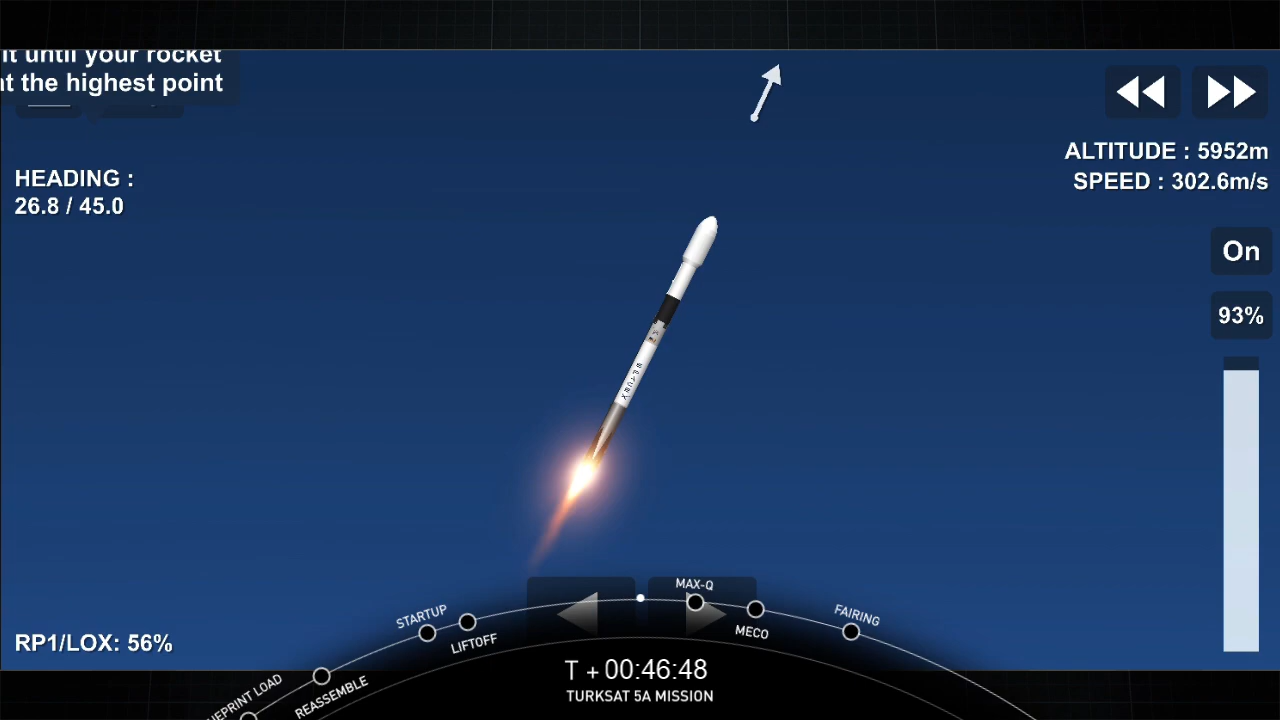 it until your rocket
at the highest point
HEADING :
26.8 / 45.0
ALTITUDE : 5952m
SPEED : 302.6m/s
On
93%
RP1/LOX: 56%
REASSEMBLE
STARTUP
LIFTOFF
MAX-Q
MECO
FAIRING
T + 00:46:48
TURKSAT 5A MISSION